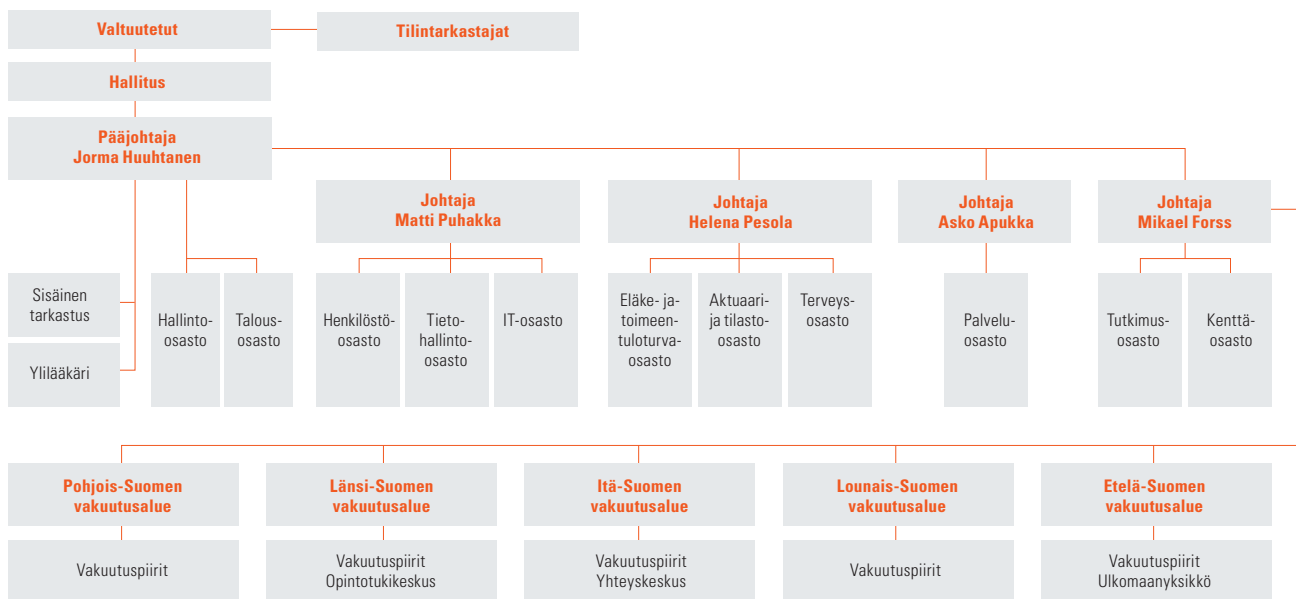 Valtuutetut
Tilintarkastajat
Hallitus
Pääjohtaja
Jorma Huuhtanen
Johtaja
Matti Puhakka
Johtaja
Helena Pesola
Johtaja
Asko Apukka
Johtaja
Mikael Forss
Sisäinen
tarkastus
Ylilääkäri
Hallinto-
osasto
Talous-
osasto
Henkilöstö-
osasto
Tieto-
hallinto-
osasto
IT-osasto
Eläke- ja-
toimeen-
tuloturva-
osasto
Aktuaari-
ja tilasto-
osasto
Terveys-
osasto
Palvelu-
osasto
Tutkimus-
osasto
Kenttä-
osasto
Pohjois-Suomen
vakuutusalue
Länsi-Suomen
vakuutusalue
Itä-Suomen
vakuutusalue
Lounais-Suomen
vakuutusalue
Etelä-Suomen
vakuutusalue
Vakuutuspiirit
Vakuutuspiirit
Opintotukikeskus
Vakuutuspiirit
Yhteyskeskus
Vakuutuspiirit
Vakuutuspiirit
Ulkomaanyksikkö